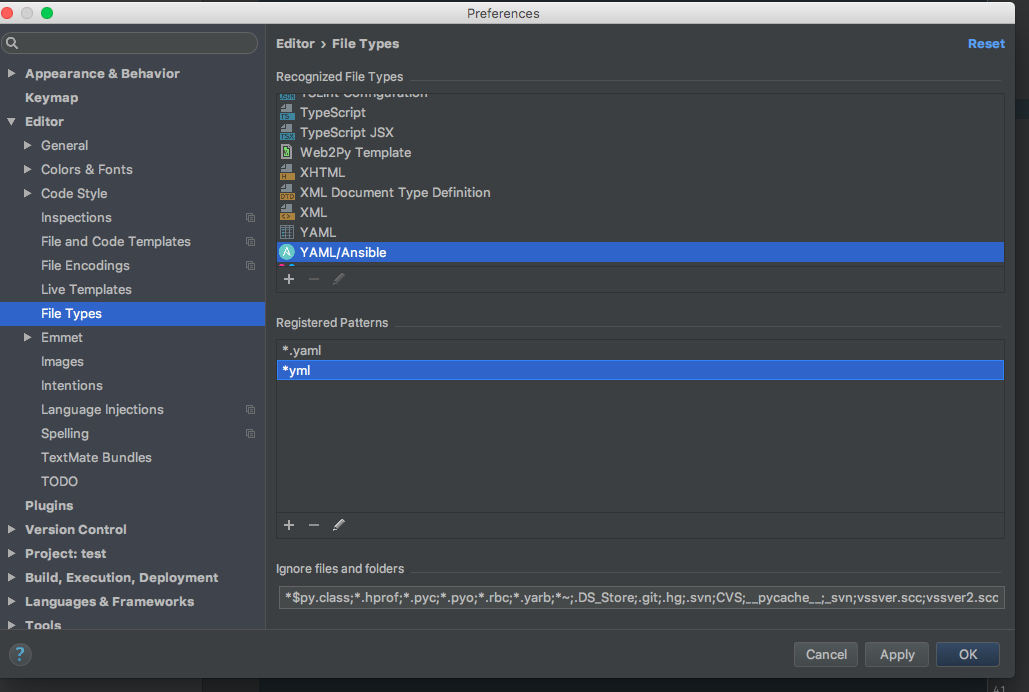 Preferences
Editor › File Types
Reset
Appearance & Behavior
Keymap
Editor
General
Colors & Fonts
Code Style
Inspections
File and Code Templates
File Encodings
Live Templates
File Types
Emmet
Images
Intentions
Language Injections
Spelling
TextMate Bundles
TODO
Plugins
Version Control
Project: test
Build, Execution, Deployment
Languages & Frameworks
Tools
Recognized File Types
TSLint Configuration
TypeScript
TypeScript JSX
Web2Py Template
XHTML
XML Document Type Definition
XML
YAML
YAML/Ansible
Registered Patterns
*.yaml
*yml
Ignore files and folders
*$py.class;*.hprof;*.pyc;*.pyo;*.rbc;*.yarb;*~;.DS_Store;.git;.hg;.svn;CVS;__pycache__;_svn;vssver.scc;vssver2.scc
?
Cancel
Apply
OK
41